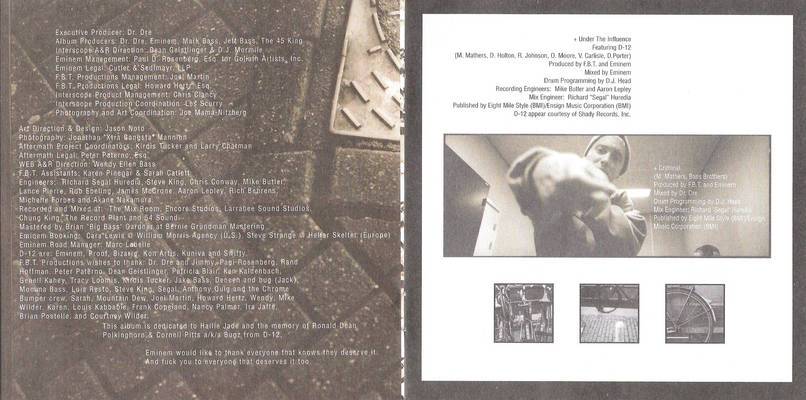 Executive Producer: Dr. Dre
Album Producers: Dr. Dre, Eminem, Mark Bass, Jeff Bass, The 45 King
Interscope A&R Direction: Dean Geistlinger & D.J. Mormile
Eminem Management: Paul D. Rosenberg, Esq. for Goliath Artists, Inc.
Eminem Legal: Cutler & Sedlmayr, LLP
F.B.T. Productions Management: Joel Martin
F.B.T. Productions Legal: Howard Hertz, Esq.
Interscope Product Management: Chris Clancy
Interscope Production Coordination: Les Scurry
Photography and Art Coordination: Joe Mama-Nitzberg
Art Direction & Design: Jason Noto
Photography: Jonathan "Xtra Gangsta" Mannion
Aftermath Project Coordinators: Kirdis Tucker and Larry Chatman
Aftermath Legal: Peter Paterno, Esq.
WEB A&R Direction: Wendy Ellen Bass
F.B.T. Assistants: Karen Pinegar & Sarah Catlett
Engineers: Richard Segal Huredia, Steve King, Chris Conway, Mike Butler
Lance Pierre, Rob Ebeling, James McCrone, Aaron Lepley, Rich Behrens,
Michelle Forbes and Akane Nakamura.
Recorded and Mixed at: The Mix Room, Encore Studios, Larrabee Sound Studios,
Chung King, The Record Plant and 54 Sound
Mastered by Brian "Big Bass" Gardner at Bernie Grundman Mastering
Eminem Booking: Cara Lewis @ William Morris Agency (U.S.), Steve Strange @ Helter Skelter (Europe)
Eminem Road Manager: Marc Labelle
D-12 are: Eminem, Proof, Bizarre, Kon Artis, Kuniva and Swifty.
F.B.T. Productions wishes to thank: Dr. Dre and Jimmy, Paul Rosenberg, Rand
Hoffman, Peter Paterno, Dean Geistlinger, Patricia Blair, Ken Kaldenbach,
Gerell Kahey, Tracy Loomis, Kirdis Tucker, Jake Bass, Deneen and bug (Jack),
Momma Bass, Luis Resto, Steve King, Segal, Anthony Gulg and the Chrome
Bumper crew, Sarah, Mountain Dew, Joel Martin, Howard Hertz, Wendy, Mike
Wilder, Karen, Louis Kabbabie, Frank Copeland, Nancy Palmer, Ira Jaffe,
Brian Postelle, and Courtney Wilder.
This album is dedicated to Hailie Jade and the memory of Ronald Dean
Polkinghorn & Cornell Pitts a/k/a Bugz from D-12.
Eminem would like to thank everyone that knows they deserve it.
And fuck you to everyone that deserves it too.
+ Under The Influence
Featuring D-12
(M. Mathers, D. Holton, R. Johnson, O. Moore, V. Carlisle, D.Porter)
Produced by F.B.T. and Eminem
Mixed by Eminem
Drum Programming by D.J. Head
Recording Engineers: Mike Butler and Aaron Lepley
Mix Engineer: Richard "Segal" Huredia
Published by Eight Mile Style (BMI)/Ensign Music Corporation (BMI)
D-12 appear courtesy of Shady Records, Inc.
+ Criminal
(M. Mathers, Bass Brothers)
Produced by F.B.T. and Eminem
Mixed by Dr. Dre
Drum Programming by D.J. Head
Mix Engineer: Richard "Segal" Huredia
Published by Eight Mile Style (BMI)/Ensign
Music Corporation (BMI)